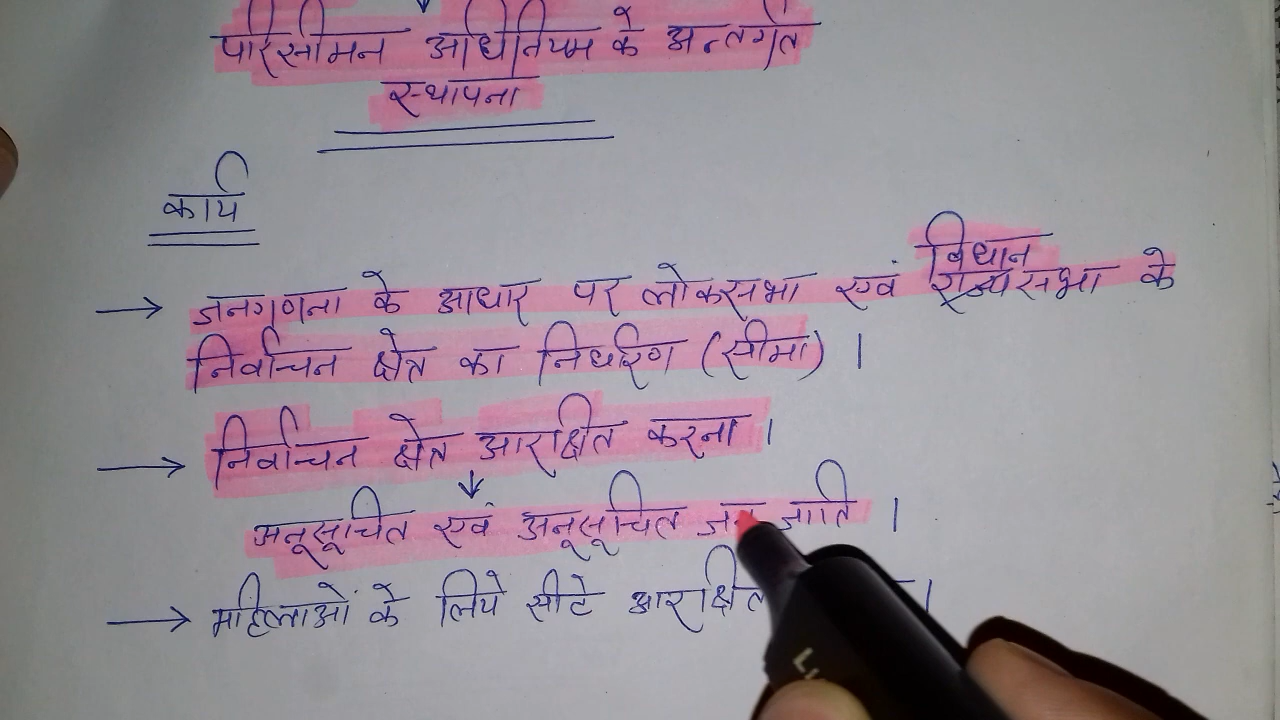 परिसीमन अधिनियम के अन्तर्गत
स्थापना
कार्य
→ जनगणना के आधार पर लोकसभा एवं विधान राज्यसभा के
निर्वाचन क्षेत्र का निर्धारण (सीमा) ।
→ निर्वाचन क्षेत्र आरक्षित करना ।
↓
अनूसूचित एवं अनूसूचित जन जाति ।
→ महिलाओं के लिये सीटे आरक्षित ।